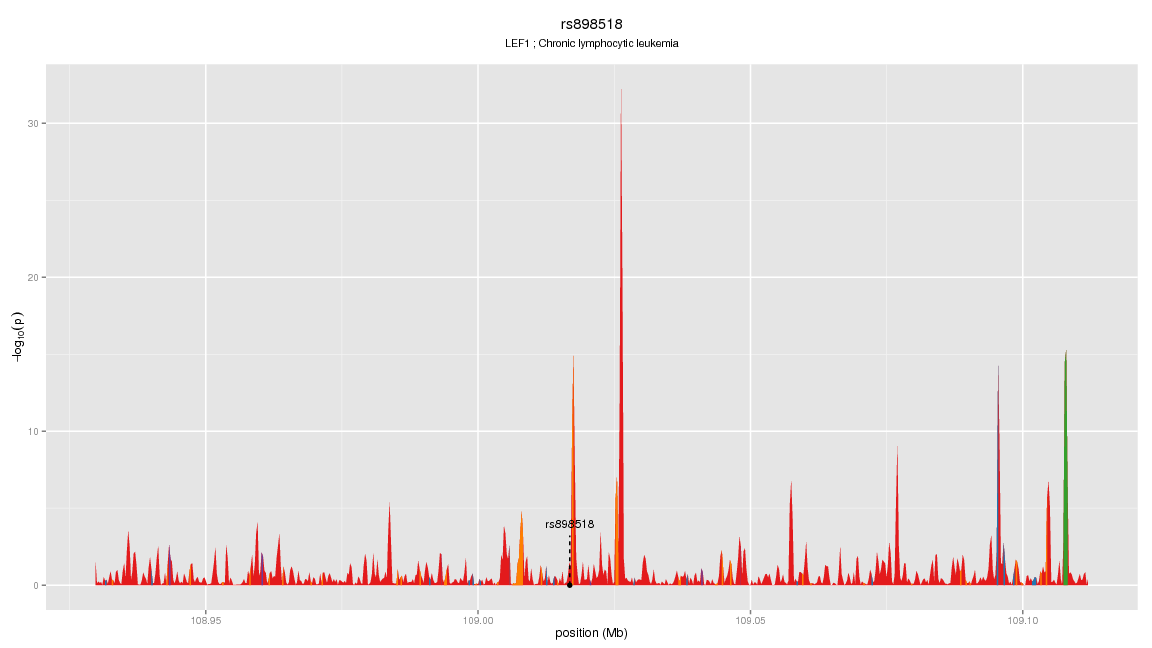 rs898518
LEF1 ; Chronic lymphocytic leukemia
30
20
10
0
−log10(p)
rs898518
108.95
109.00
109.05
109.10
position (Mb)